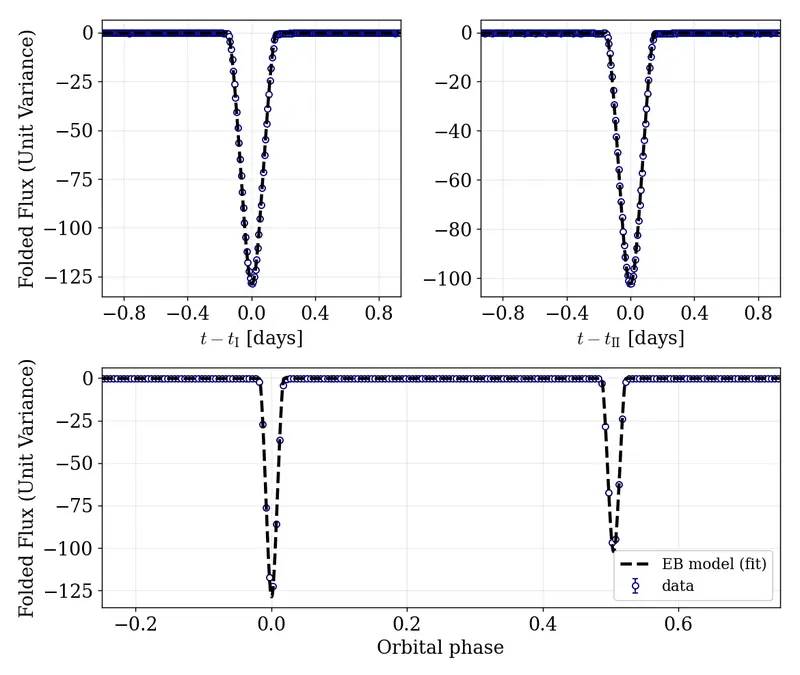 Folded Flux (Unit Variance)
0
−25
−50
−75
−100
−125
−0.8 −0.4 0.0 0.4 0.8
t − tI [days]
0
−20
−40
−60
−80
−100
−0.8 −0.4 0.0 0.4 0.8
t − tII [days]
Folded Flux (Unit Variance)
0
−25
−50
−75
−100
−125
−0.2 0.0 0.2 0.4 0.6
Orbital phase
EB model (fit)
data